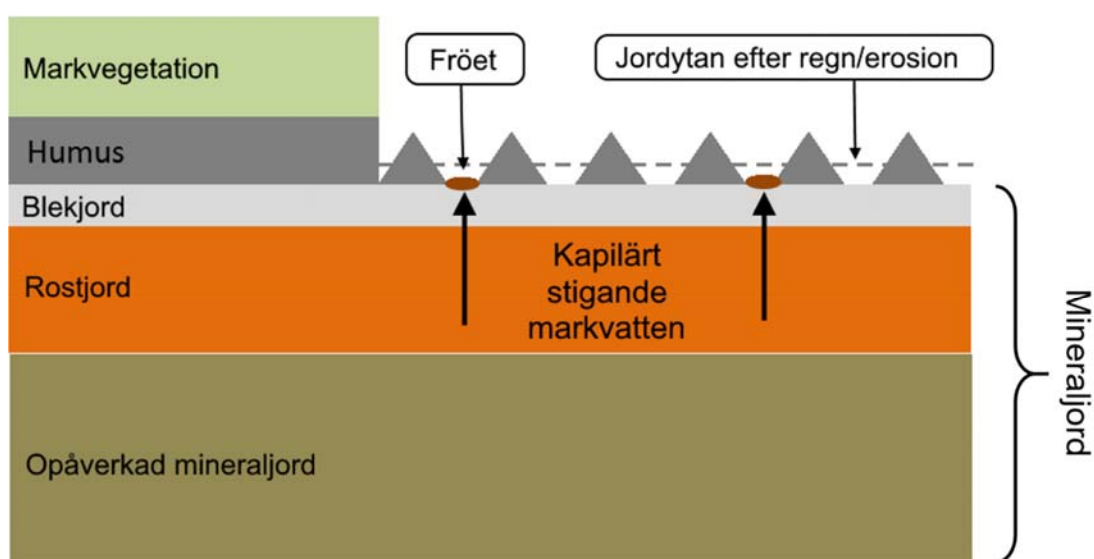 Markvegetation
Fröet
Jordytan efter regn/erosion
Humus
Blekjord
Rostjord
Kapilärt
stigande
markvatten
Mineraljord
Opåverkad mineraljord